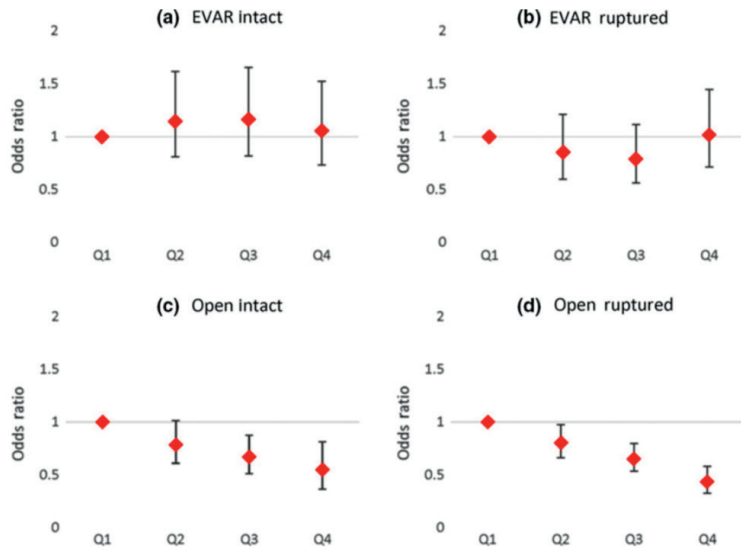 (a) EVAR intact
2
1.5
1
0.5
0
Odds ratio
Q1 Q2 Q3 Q4
(b) EVAR ruptured
2
1.5
1
0.5
0
Odds ratio
Q1 Q2 Q3 Q4
(c) Open intact
2
1.5
1
0.5
0
Odds ratio
Q1 Q2 Q3 Q4
(d) Open ruptured
2
1.5
1
0.5
0
Odds ratio
Q1 Q2 Q3 Q4